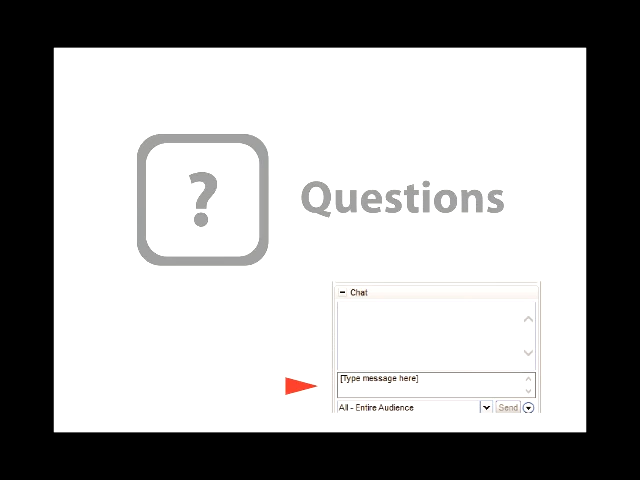 ?
Questions
Chat
[Type message here]
All - Entire Audience
Send